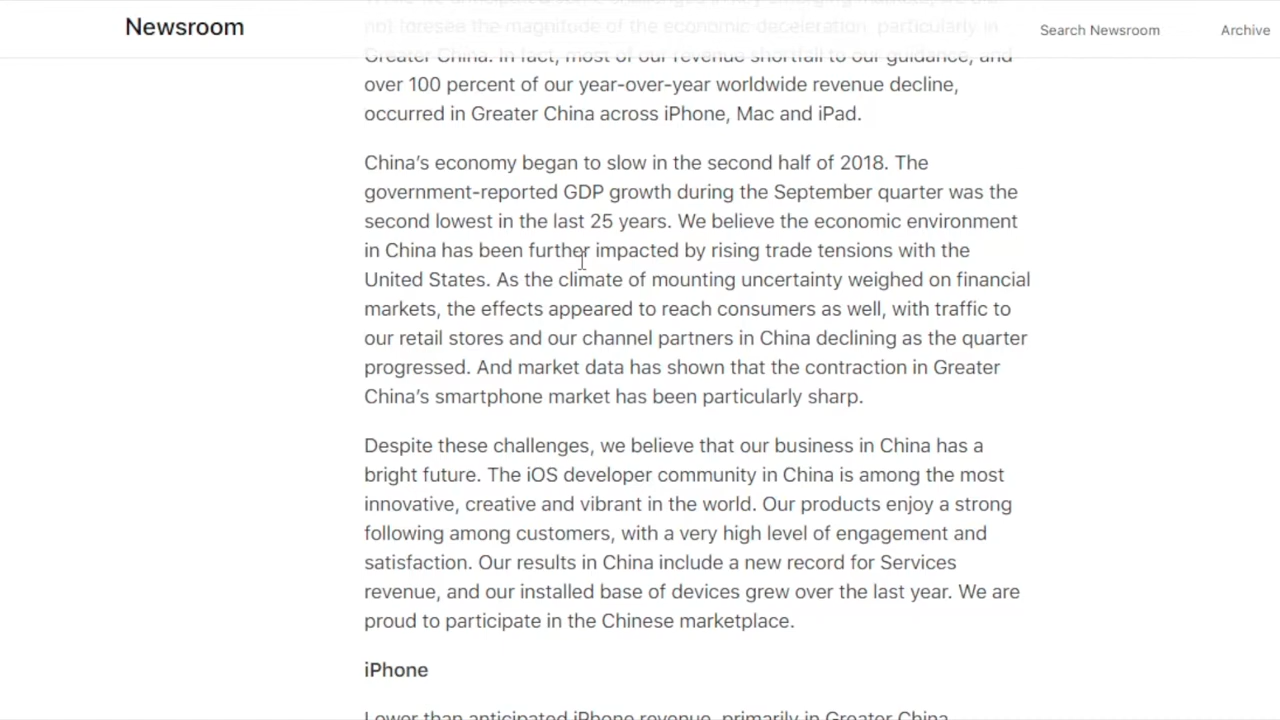 Newsroom
Search Newsroom
Archive
not foresee the magnitude of the economic deceleration, particularly in
Greater China. In fact, most of our revenue shortfall to our guidance, and
over 100 percent of our year-over-year worldwide revenue decline,
occurred in Greater China across iPhone, Mac and iPad.
China’s economy began to slow in the second half of 2018. The
government-reported GDP growth during the September quarter was the
second lowest in the last 25 years. We believe the economic environment
in China has been further impacted by rising trade tensions with the
United States. As the climate of mounting uncertainty weighed on financial
markets, the effects appeared to reach consumers as well, with traffic to
our retail stores and our channel partners in China declining as the quarter
progressed. And market data has shown that the contraction in Greater
China’s smartphone market has been particularly sharp.
Despite these challenges, we believe that our business in China has a
bright future. The iOS developer community in China is among the most
innovative, creative and vibrant in the world. Our products enjoy a strong
following among customers, with a very high level of engagement and
satisfaction. Our results in China include a new record for Services
revenue, and our installed base of devices grew over the last year. We are
proud to participate in the Chinese marketplace.
iPhone
Lower than anticipated iPhone revenue, primarily in Greater China,